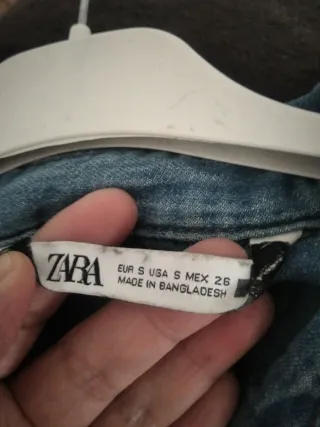 ZARA
EUR S USA S MEX 26
MADE IN BANGLADESH